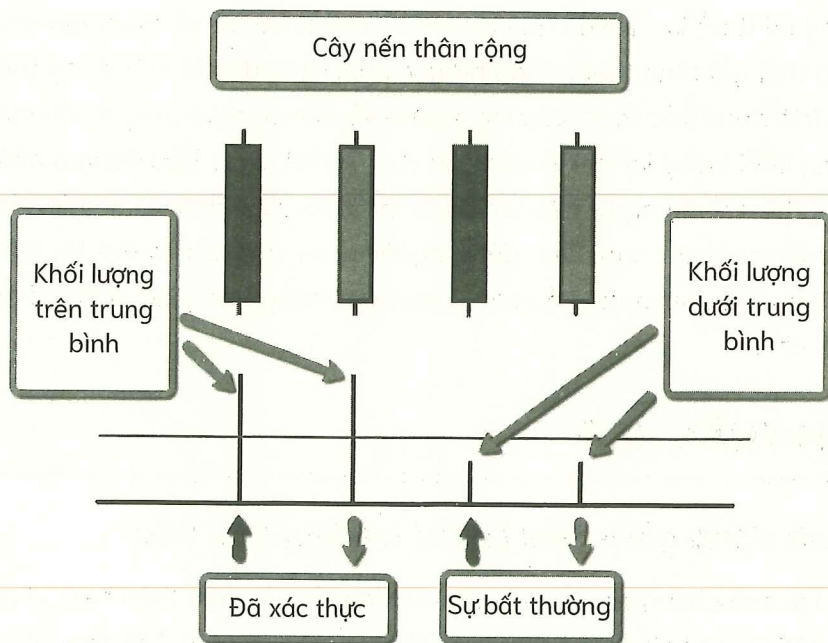 Cây nến thân rộng
Khối lượng
trên trung
bình
Khối lượng
dưới trung
bình
Đã xác thực
Sự bất thường